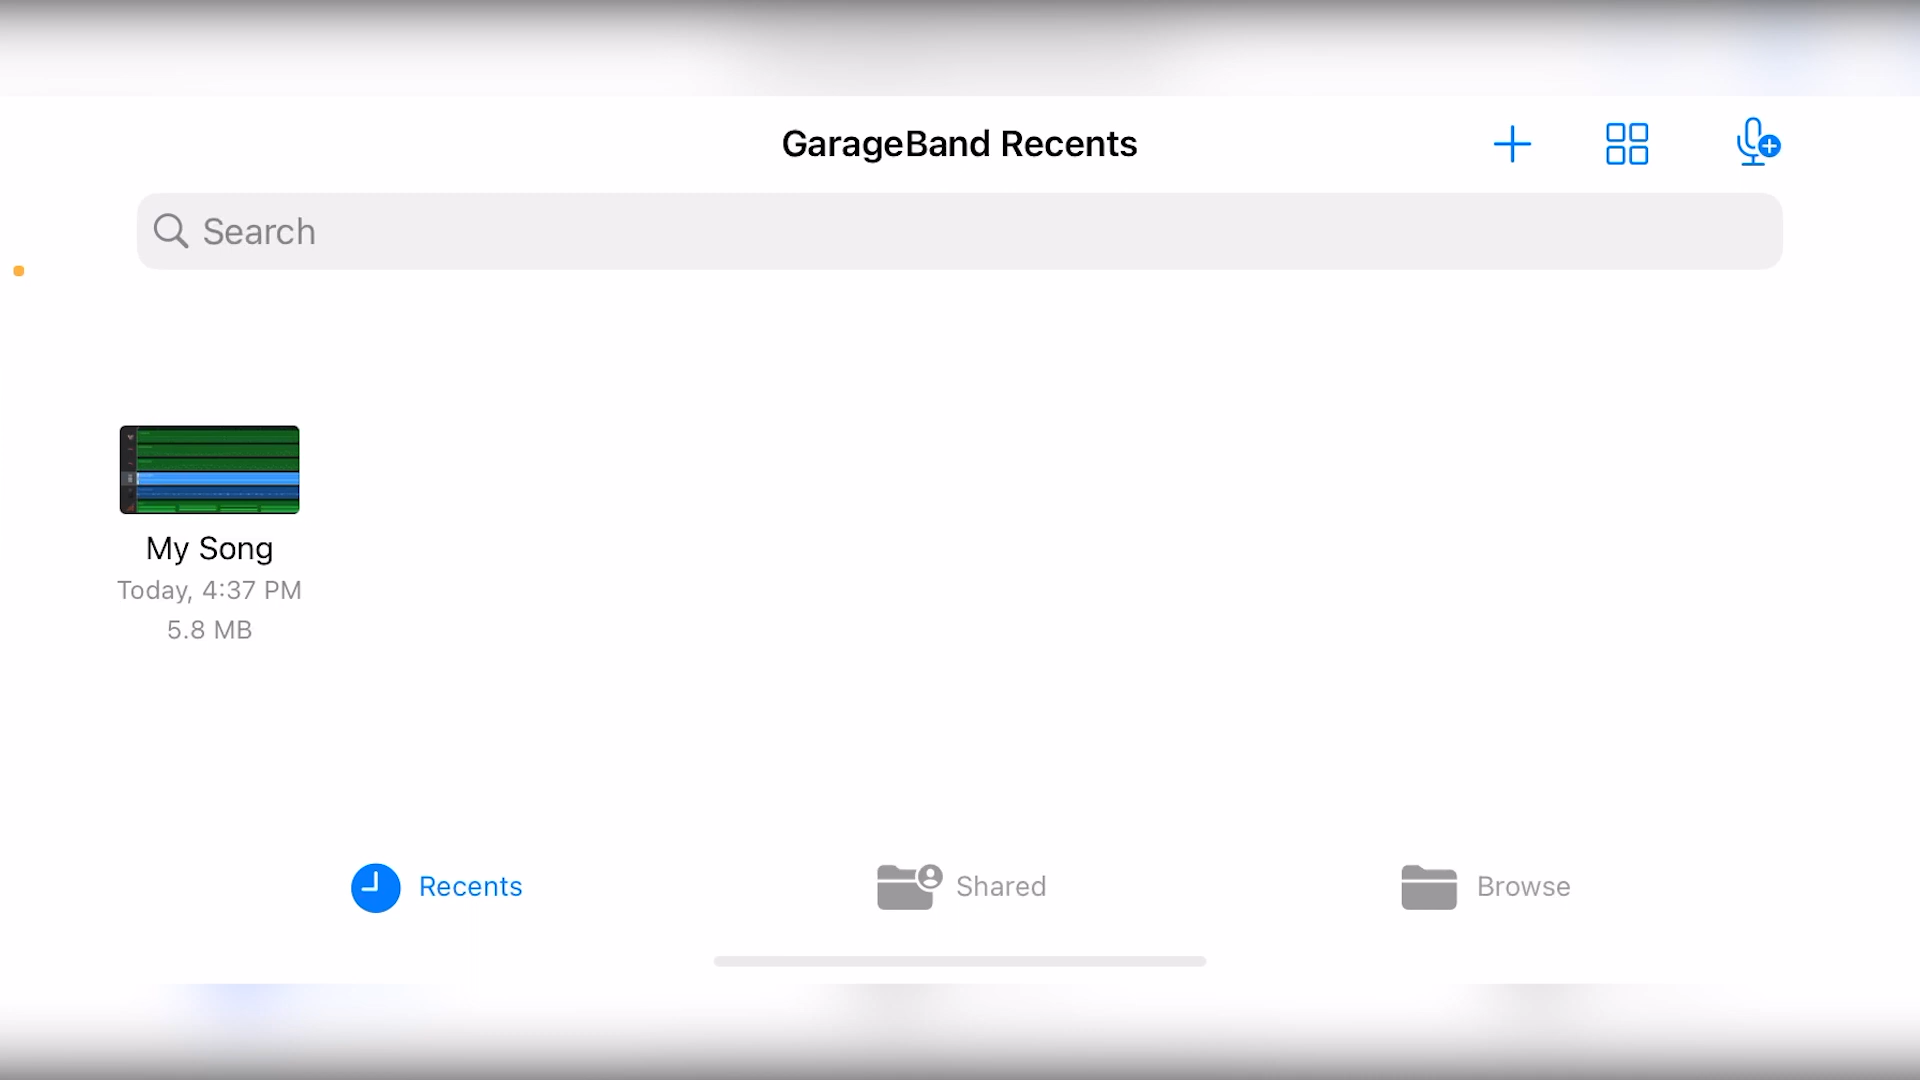 GarageBand Recents
Search
My Song
Today, 4:37 PM
5.8 MB
Recents
Shared
Browse